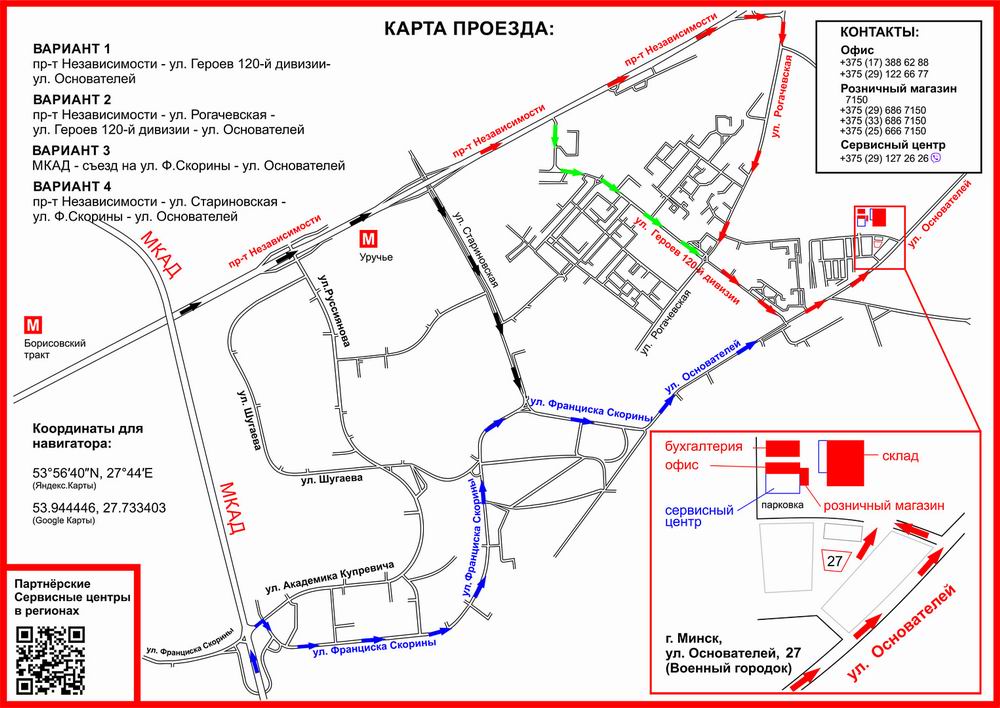 КАРТА ПРОЕЗДА:
ВАРИАНТ 1
пр-т Независимости - ул. Героев 120-й дивизии-
ул. Основателей
ВАРИАНТ 2
пр-т Независимости - ул. Рогачевская -
ул. Героев 120-й дивизии - ул. Основателей
ВАРИАНТ 3
МКАД - съезд на ул. Ф.Скорины - ул. Основателей
ВАРИАНТ 4
пр-т Независимости - ул. Стариновская -
ул. Ф.Скорины - ул. Основателей
КОНТАКТЫ:
Офис
+375 (17) 388 62 88
+375 (29) 122 66 77
Розничный магазин
7150
+375 (29) 686 7150
+375 (33) 686 7150
+375 (25) 666 7150
Сервисный центр
+375 (29) 127 26 26
пр-т Независимости
пр-т Независимости
пр-т Независимости
ул. Рогачевская
ул. Основателей
МКАД
М
Уручье
ул. Стариновская
ул. Героев 120-й дивизии
ул.Руссиянова
ул. Рогачевская
М
Борисовский
тракт
ул. Основателей
ул. Франциска Скорины
ул. Шугаева
ул. Шугаева
Координаты для
навигатора:
53°56'40"N, 27°44'E
(Яндекс.Карты)
53.944446, 27.733403
(Google Карты)
МКАД
ул. Франциска Скорины
ул. Академика Купревича
ул. Франциска Скорины
ул. Франциска Скорины
Партнёрские
Сервисные центры
в регионах
бухгалтерия
офис
склад
сервисный
центр
парковка
розничный магазин
27
ул. Основателей
г. Минск,
ул. Основателей, 27
(Военный городок)